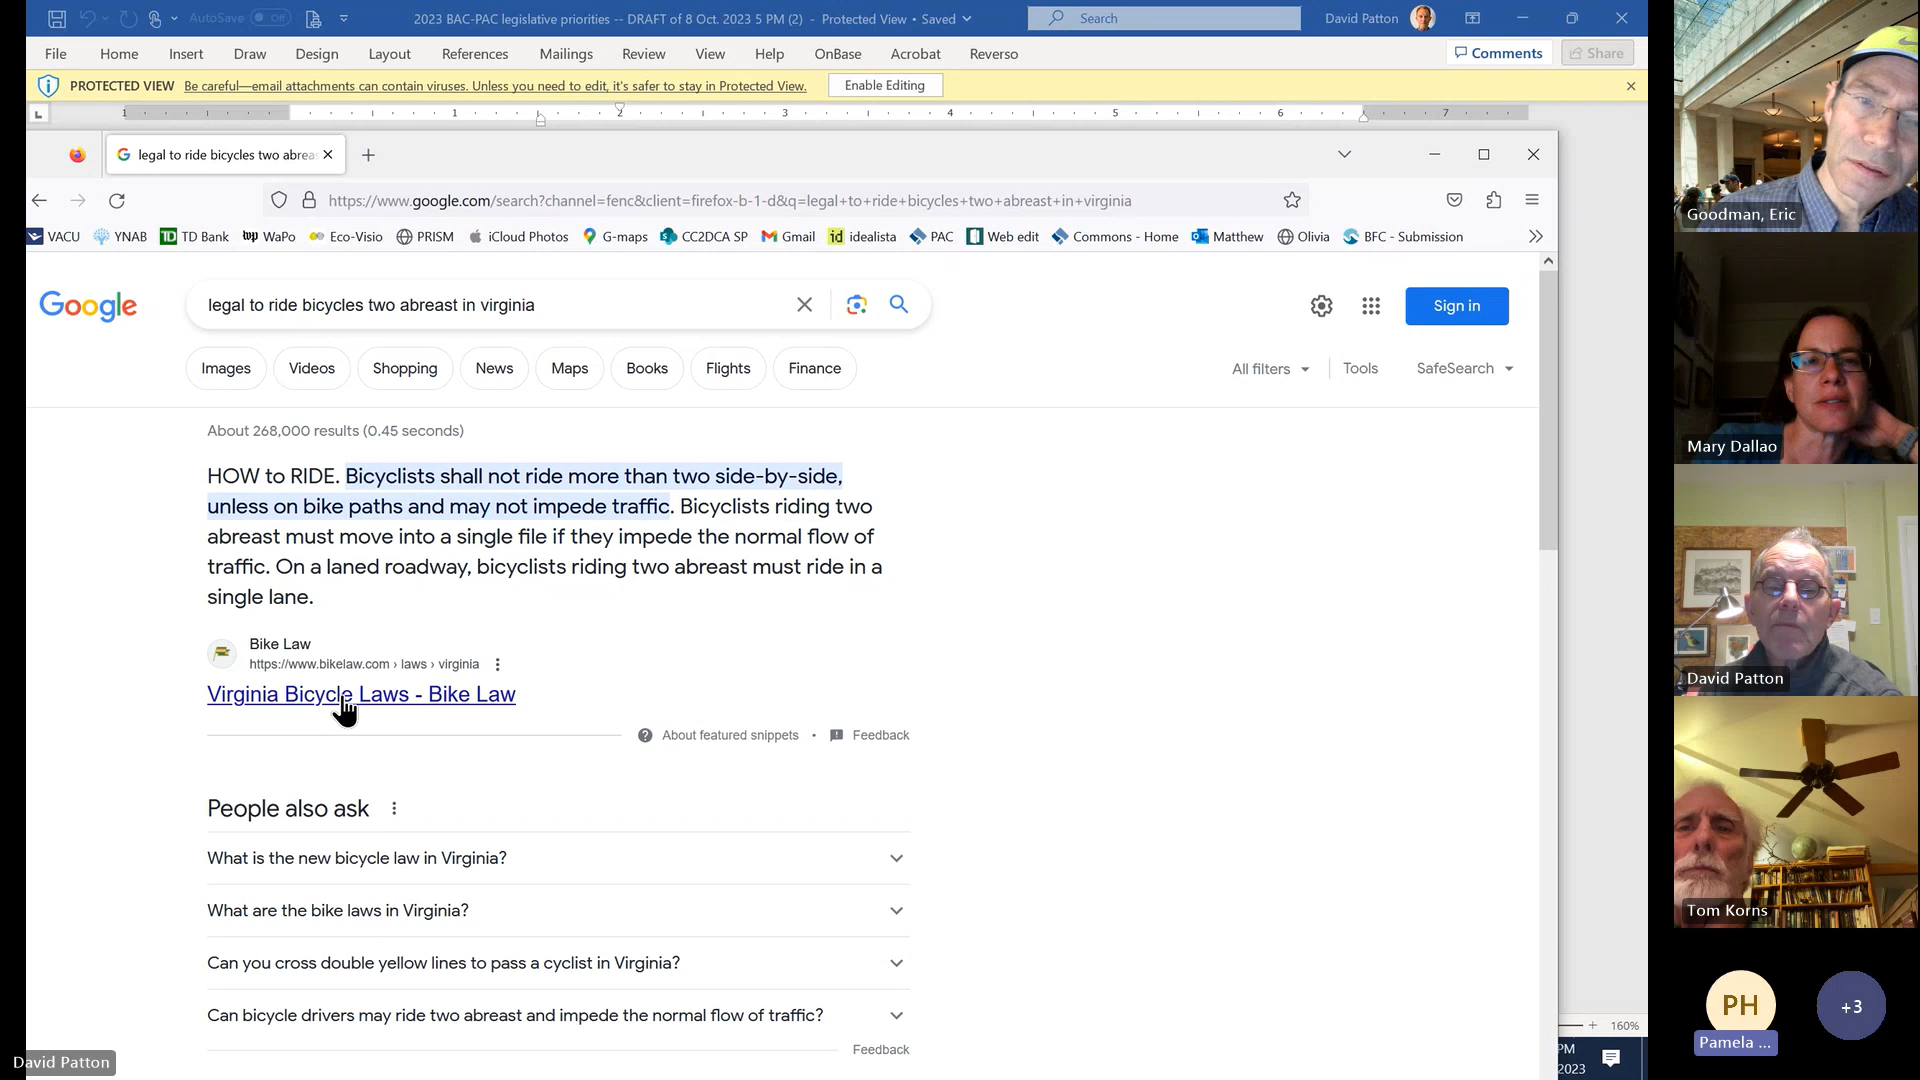 AutoSave Off 2023 BAC-PAC legislative priorities -- DRAFT of 8 Oct. 2023 5 PM (2) - Protected View • Saved Search David Patton
File Home Insert Draw Design Layout References Mailings Review View Help OnBase Acrobat Reverso Comments Share
PROTECTED VIEW Be careful—email attachments can contain viruses. Unless you need to edit, it's safer to stay in Protected View. Enable Editing
1 1 2 3 4 5 6 7
legal to ride bicycles two abreas
https://www.google.com/search?channel=fenc&client=firefox-b-1-d&q=legal+to+ride+bicycles+two+abreast+in+virginia
VACU YNAB TD Bank WaPo Eco-Visio PRISM iCloud Photos G-maps CC2DCA SP Gmail idealista PAC Web edit Commons - Home Matthew Olivia BFC - Submission
Google legal to ride bicycles two abreast in virginia Sign in
Images Videos Shopping News Maps Books Flights Finance All filters Tools SafeSearch
About 268,000 results (0.45 seconds)
HOW to RIDE. Bicyclists shall not ride more than two side-by-side,
unless on bike paths and may not impede traffic. Bicyclists riding two
abreast must move into a single file if they impede the normal flow of
traffic. On a laned roadway, bicyclists riding two abreast must ride in a
single lane.
Bike Law
https://www.bikelaw.com › laws › virginia
Virginia Bicycle Laws - Bike Law
About featured snippets • Feedback
People also ask
What is the new bicycle law in Virginia?
What are the bike laws in Virginia?
Can you cross double yellow lines to pass a cyclist in Virginia?
Can bicycle drivers may ride two abreast and impede the normal flow of traffic?
Feedback
160%
PM
2023
David Patton
Goodman, Eric
Mary Dallao
David Patton
Tom Korns
PH +3
Pamela ...